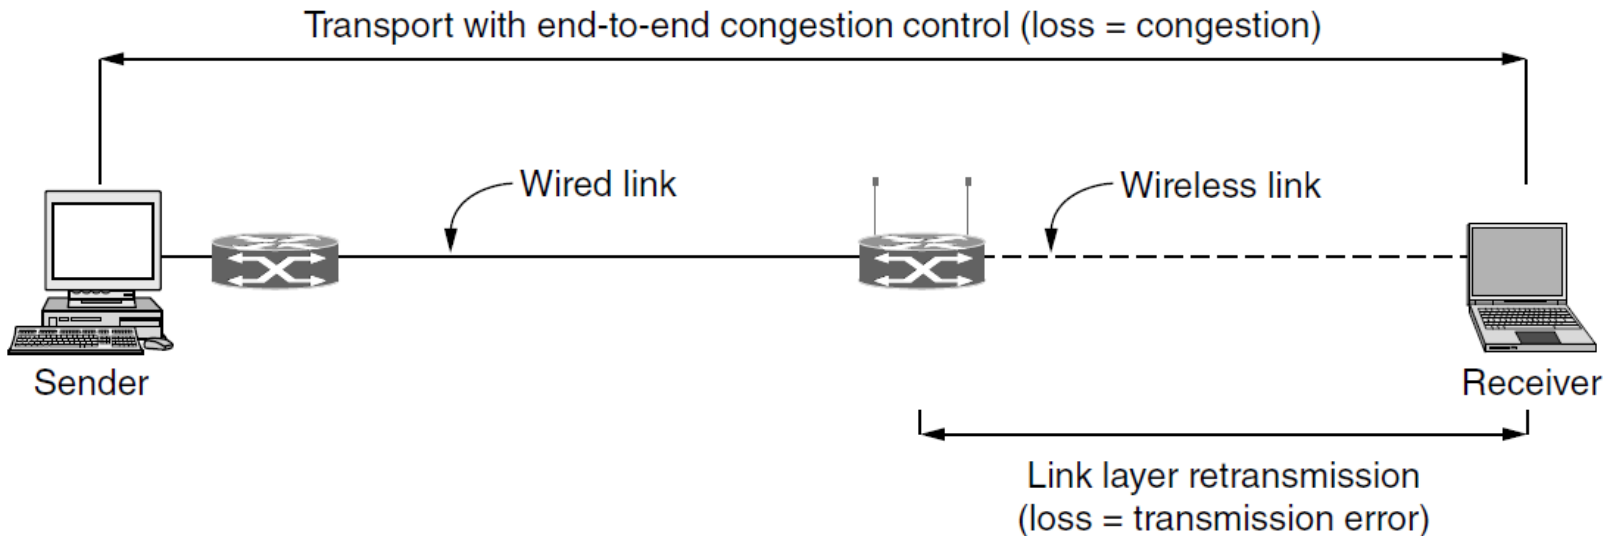 Transport with end-to-end congestion control (loss = congestion)
Wired link
Wireless link
Sender
Receiver
Link layer retransmission
(loss = transmission error)